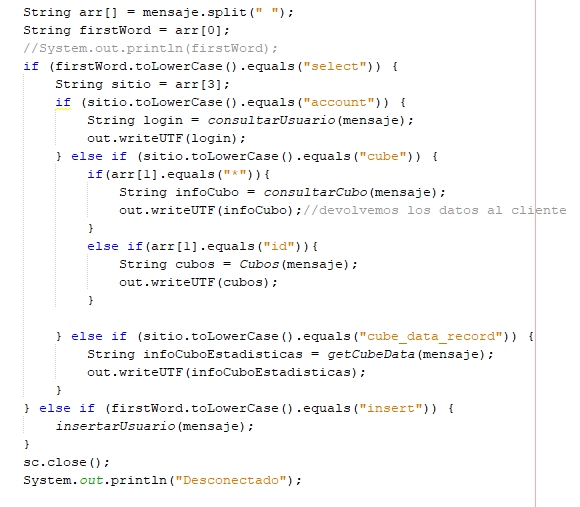 String arr[] = mensaje.split(" ");
String firstWord = arr[0];
//System.out.println(firstWord);
if (firstWord.toLowerCase().equals("select")) {
    String sitio = arr[3];
    if (sitio.toLowerCase().equals("account")) {
        String login = consultarUsuario(mensaje);
        out.writeUTF(login);
    } else if (sitio.toLowerCase().equals("cube")) {
        if(arr[1].equals("*")){
            String infoCubo = consultarCubo(mensaje);
            out.writeUTF(infoCubo);//devolvemos los datos al cliente
        }
        else if(arr[1].equals("id")){
            String cubos = Cubos(mensaje);
            out.writeUTF(cubos);
        }

    } else if (sitio.toLowerCase().equals("cube_data_record")) {
        String infoCuboEstadisticas = getCubeData(mensaje);
        out.writeUTF(infoCuboEstadisticas);
    }
} else if (firstWord.toLowerCase().equals("insert")) {
    insertarUsuario(mensaje);
}
sc.close();
System.out.println("Desconectado");